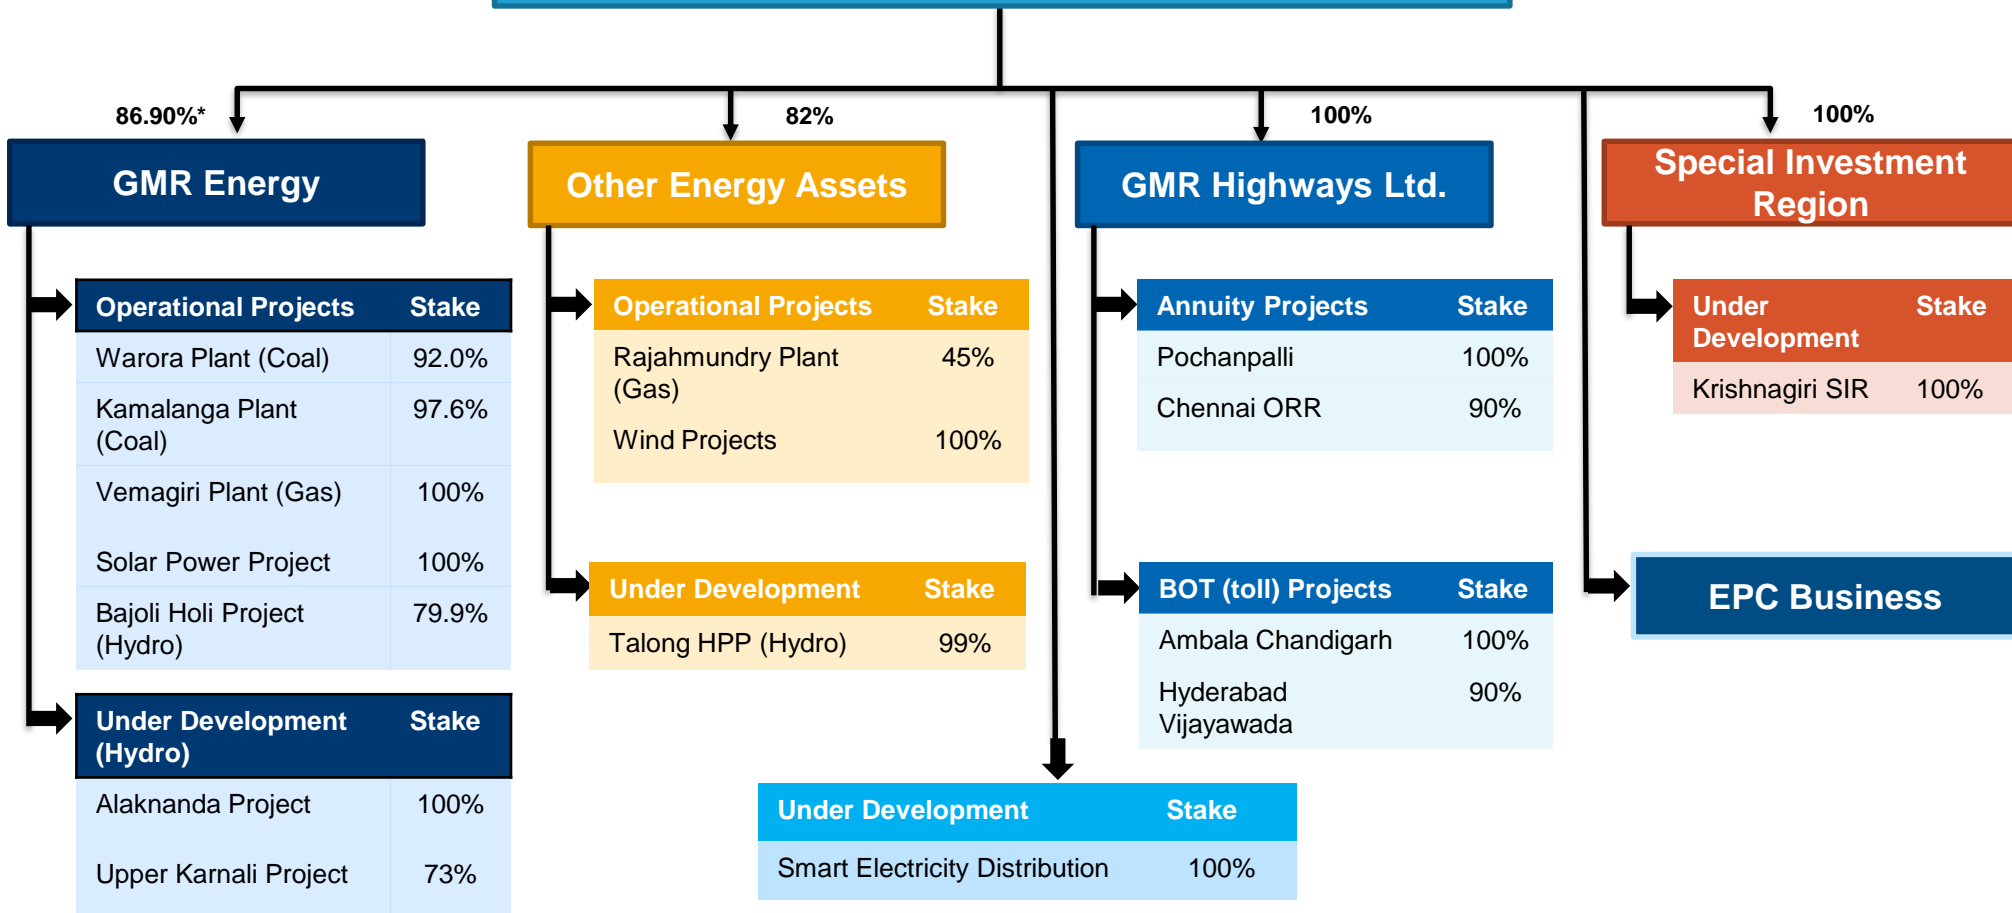 86.90%*
82%
100%
100%
GMR Energy
Other Energy Assets
GMR Highways Ltd.
Special Investment
Region
Operational Projects Stake
Warora Plant (Coal) 92.0%
Kamalanga Plant 97.6%
(Coal)
Vemagiri Plant (Gas) 100%
Solar Power Project 100%
Bajoli Holi Project 79.9%
(Hydro)
Under Development Stake
(Hydro)
Alaknanda Project 100%
Upper Karnali Project 73%
Operational Projects Stake
Rajahmundry Plant 45%
(Gas)
Wind Projects 100%
Under Development Stake
Talong HPP (Hydro) 99%
Under Development Stake
Smart Electricity Distribution 100%
Annuity Projects Stake
Pochanpalli 100%
Chennai ORR 90%
BOT (toll) Projects Stake
Ambala Chandigarh 100%
Hyderabad 90%
Vijayawada
Under Stake
Development
Krishnagiri SIR 100%
EPC Business